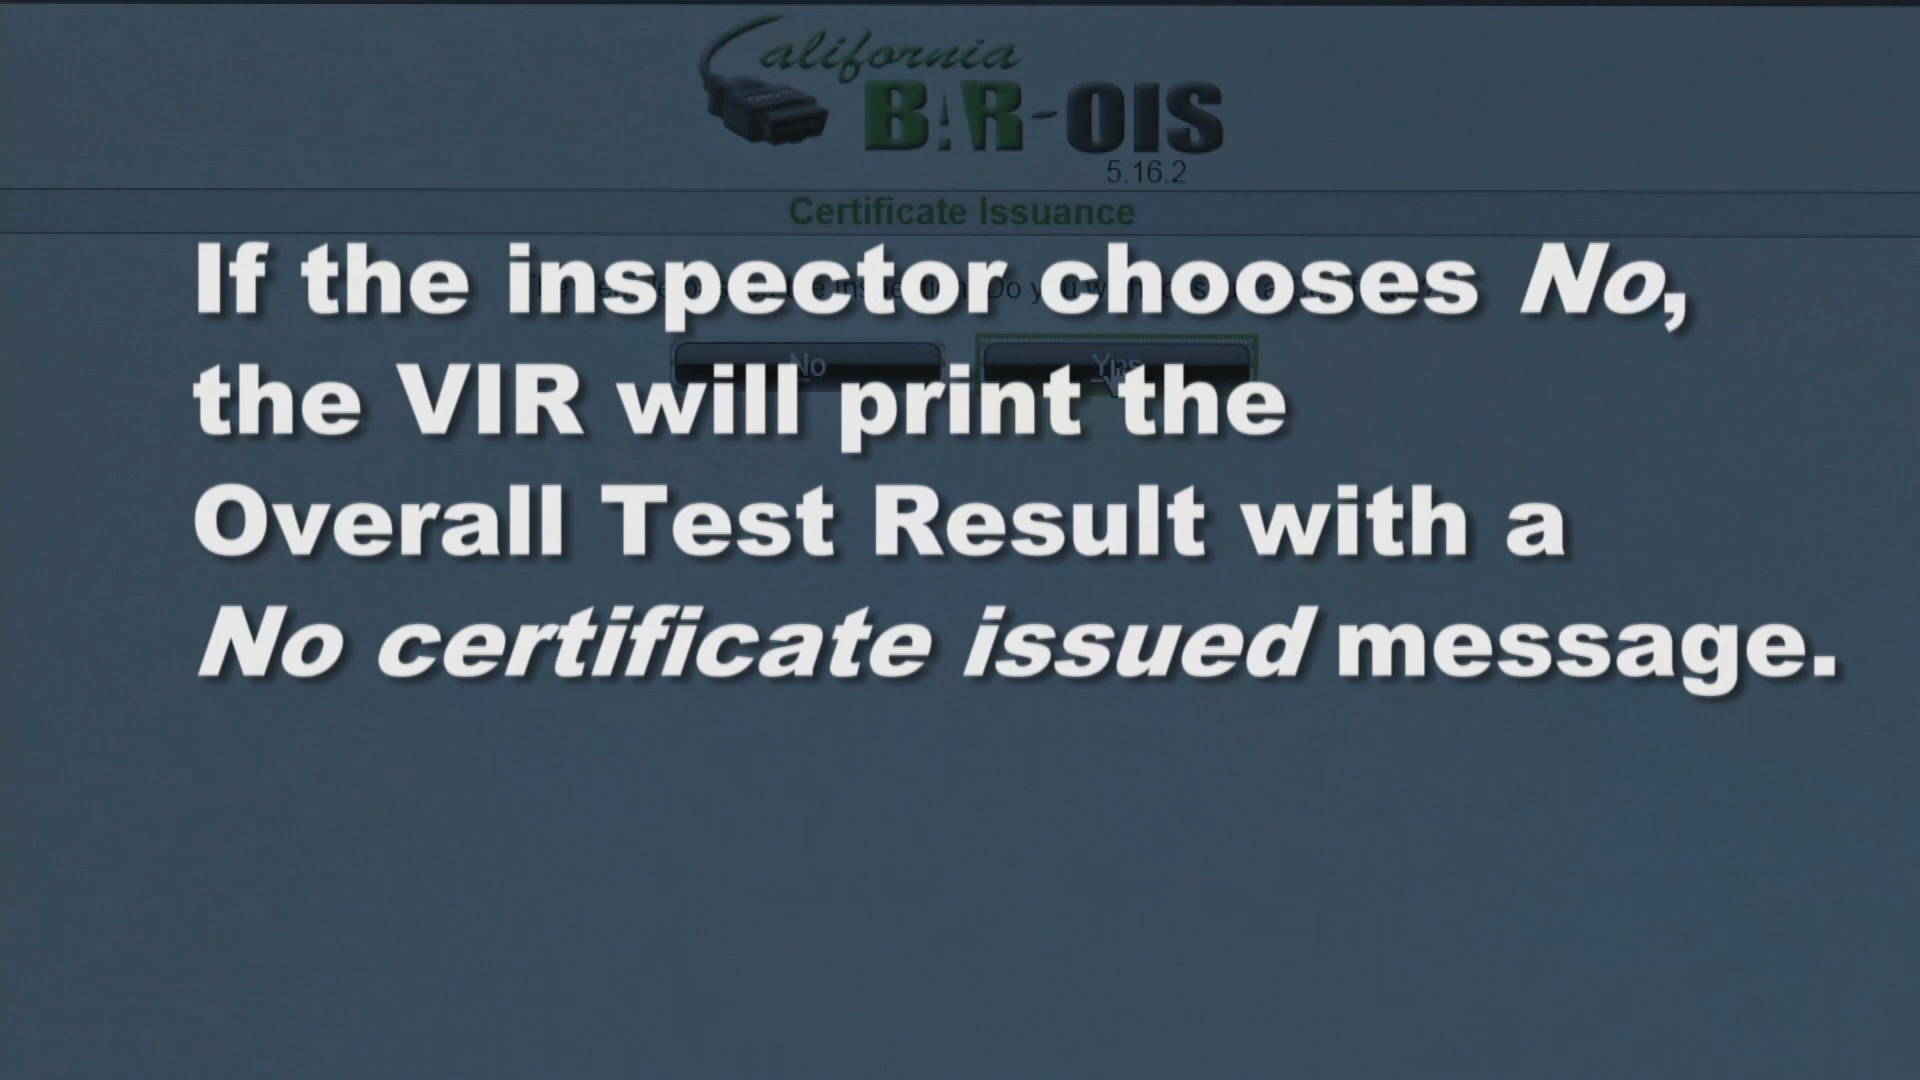 California
BAR-OIS
5.16.2
Certificate Issuance
If the inspector chooses No,
No Yes
the VIR will print the
Overall Test Result with a
No certificate issued message.